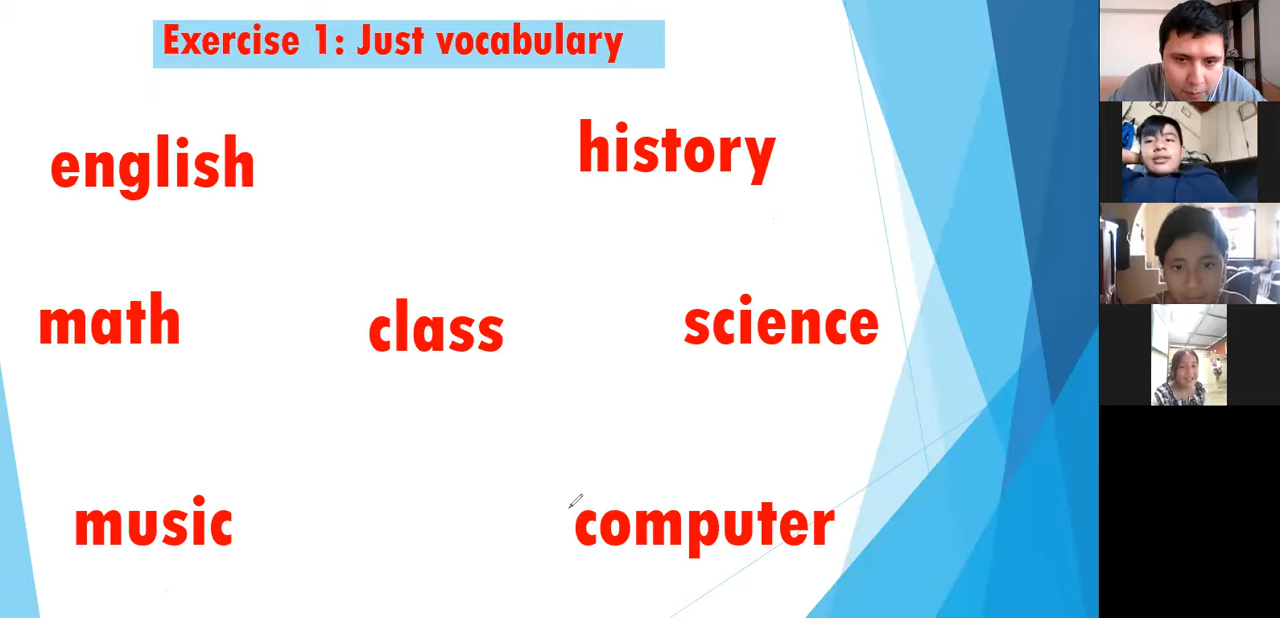 Exercise 1: Just vocabulary
english
history
math
class
science
music
computer